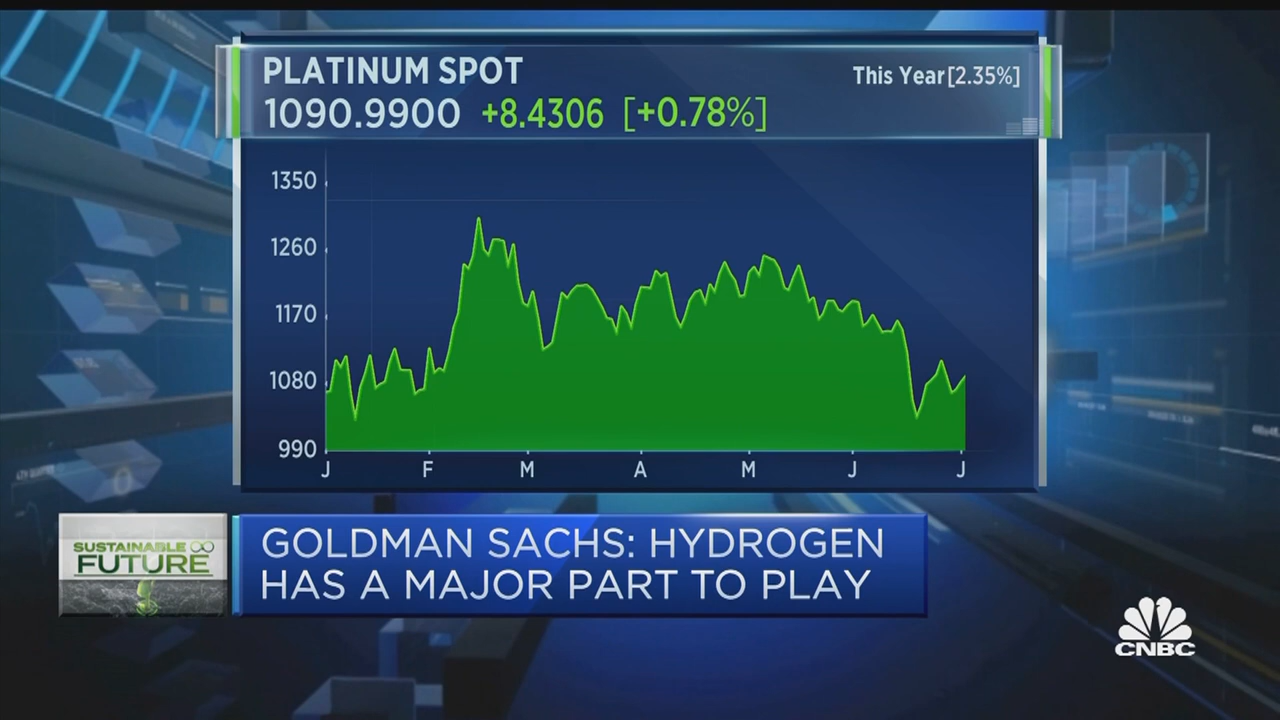 PLATINUM SPOT
This Year[2.35%]
1090.9900 +8.4306 [+0.78%]
1350
1260
1170
1080
990
J F M A M J J
SUSTAINABLE
FUTURE
GOLDMAN SACHS: HYDROGEN
HAS A MAJOR PART TO PLAY
CNBC